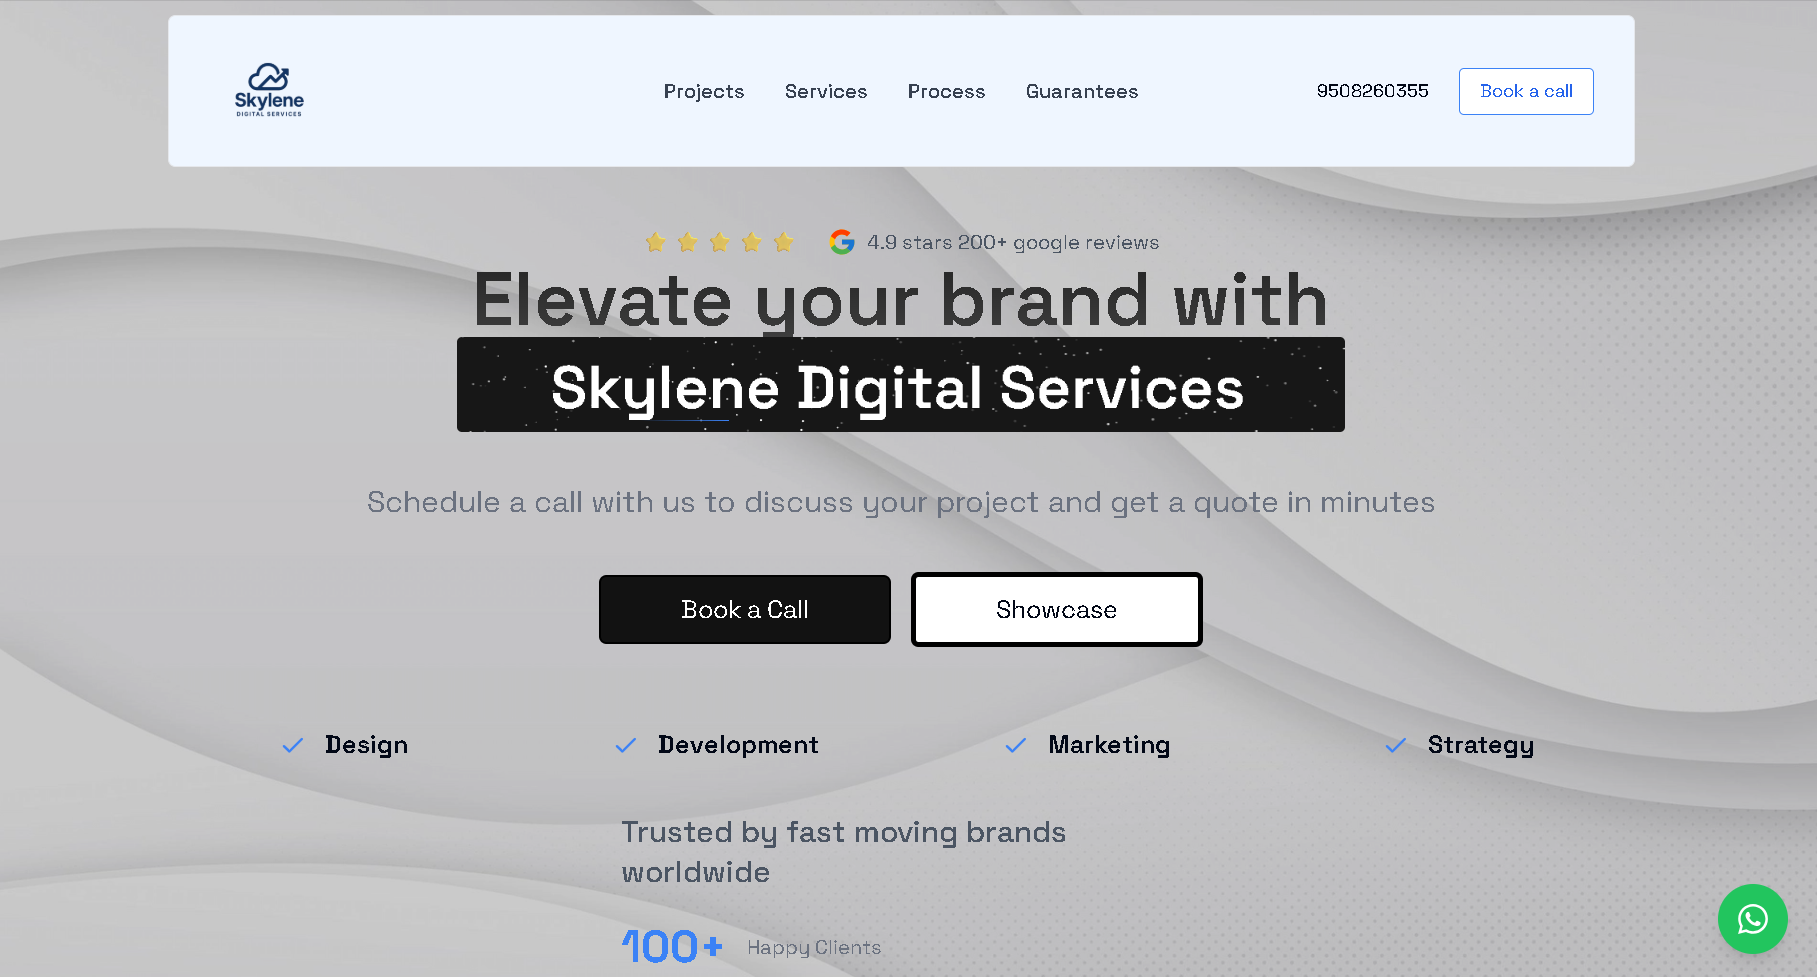 Skylene
DIGITAL SERVICES
Projects
Services
Process
Guarantees
9508260355
Book a call
4.9 stars 200+ google reviews
Elevate your brand with
Skylene Digital Services
Schedule a call with us to discuss your project and get a quote in minutes
Book a Call
Showcase
Design
Development
Marketing
Strategy
Trusted by fast moving brands
worldwide
100+
Happy Clients